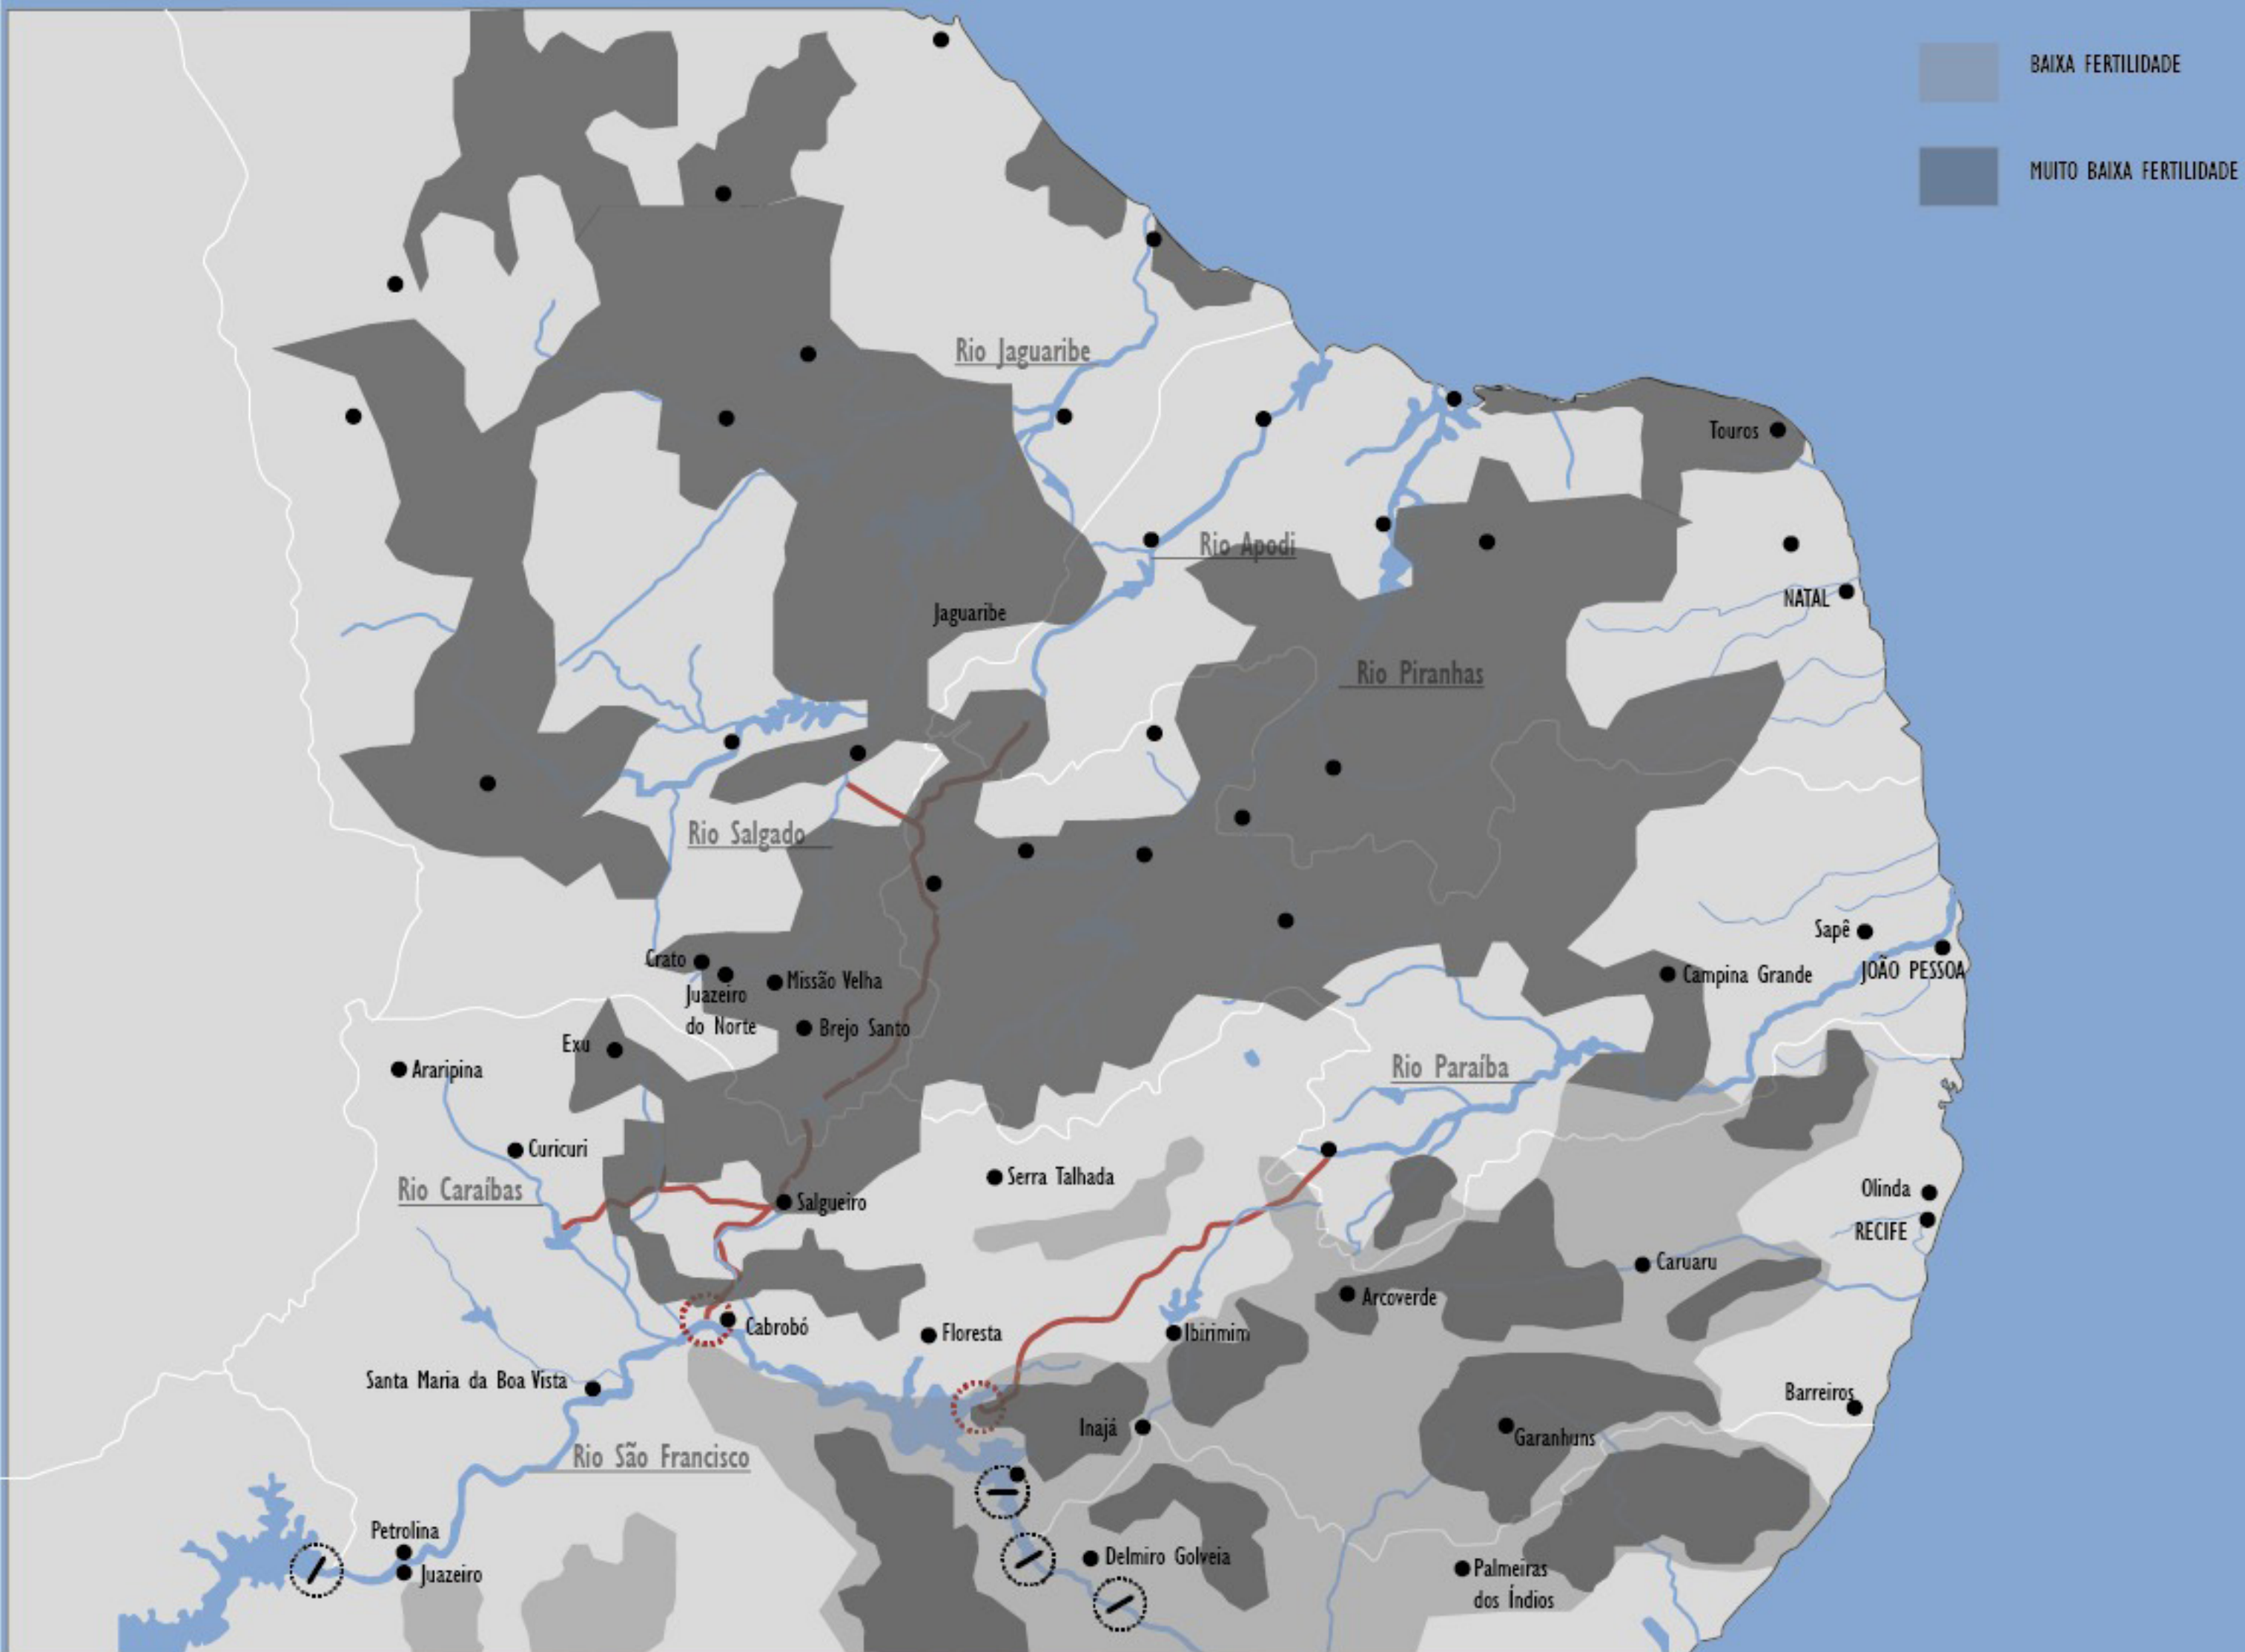 BAIXA FERTILIDADE
MUITO BAIXA FERTILIDADE
Rio Jaguaribe
Touros
Rio Apodi
NATAL
Jaguaribe
Rio Piranhas
Rio Salgado
Sapê
JOÃO PESSOA
Crato
Juazeiro
do Norte
Missão Velha
Campina Grande
Brejo Santo
Exu
Araripina
Rio Paraíba
Curicuri
Serra Talhada
Rio Caraíbas
Salgueiro
Olinda
RECIFE
Caruaru
Arcoverde
Cabrobó
Floresta
Ibirimim
Santa Maria da Boa Vista
Barreiros
Inajá
Garanhuns
Rio São Francisco
Petrolina
Juazeiro
Delmiro Golveia
Palmeiras
dos Índios